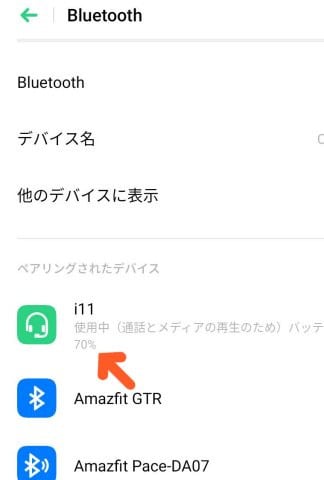 Bluetooth
Bluetooth
デバイス名
他のデバイスに表示
ペアリングされたデバイス
i11
使用中（通話とメディアの再生のため）バッテ
70%
Amazfit GTR
Amazfit Pace-DA07